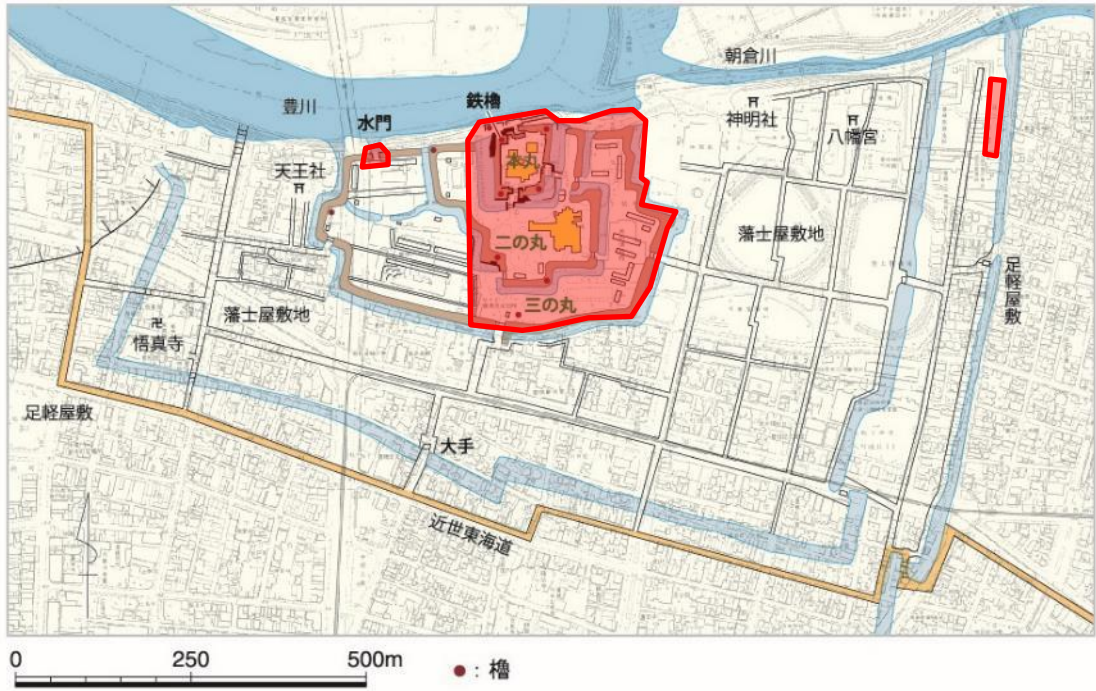 朝倉川
豊川
鉄櫓
水門
神明社
八幡宮
天王社
本丸
二の丸
藩士屋敷地
足軽屋敷
三の丸
藩士屋敷地
悟真寺
足軽屋敷
大手
近世東海道
0 250 500m
● : 櫓